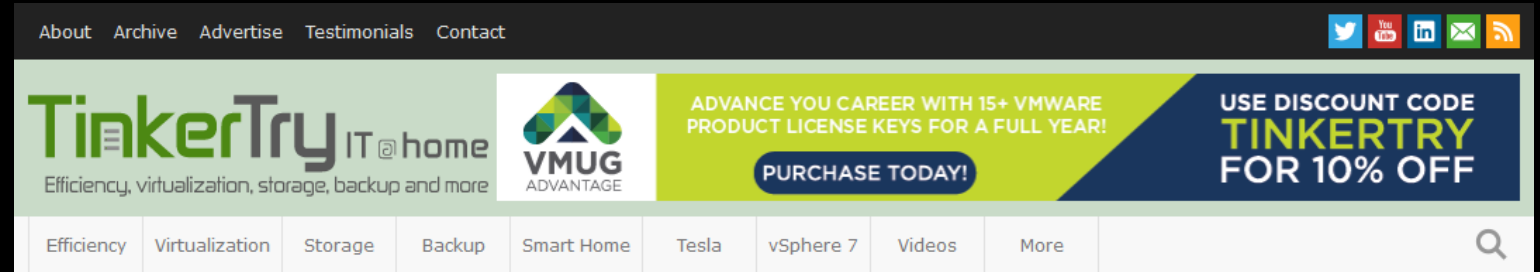 About Archive Advertise Testimonials Contact
You
Tube
in
TinkerTry IT@home
Efficiency, virtualization, storage, backup and more
VMUG
ADVANTAGE
ADVANCE YOU CAREER WITH 15+ VMWARE
PRODUCT LICENSE KEYS FOR A FULL YEAR!
PURCHASE TODAY!
USE DISCOUNT CODE
TINKERTRY
FOR 10% OFF
Efficiency Virtualization Storage Backup Smart Home Tesla vSphere 7 Videos More